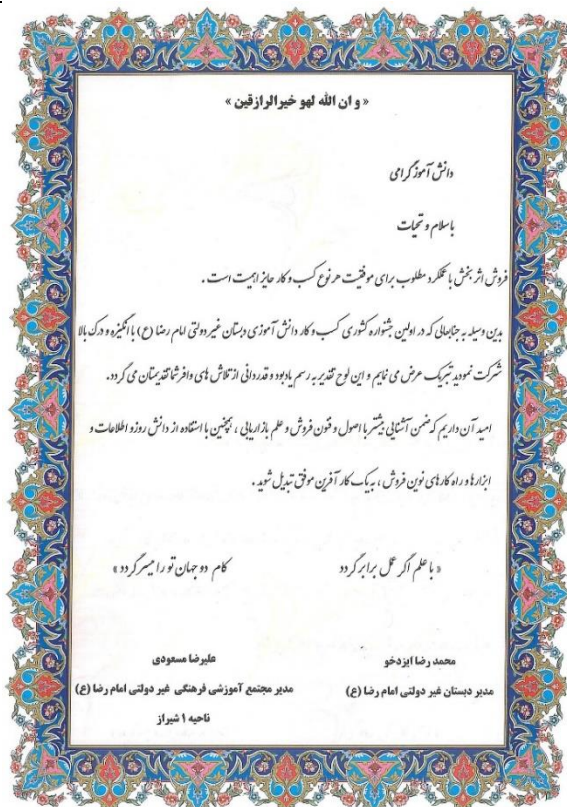 « و ان الله لهو خیرالرازقین »
دانش آموز گرامی
با سلام و تحیات
فروش اثر بخش با عملکرد مطلوب برای موفقیت هر نوع کسب و کار حایز اهمیت است .
بدین وسیله به جنابعالی که در اولین جشنواره کشوری کسب و کار دانش آموزی دبستان غیر دولتی امام رضا (ع) با انگیزه و درک بالا
شرکت نمودید تبریک عرض می نمایم و این لوح تقدیر به رسم یادبود و قدردانی از تلاش های وافر شما تقدیمتان می گردد.
امید آن داریم که ضمن آشنایی بیشتر با اصول و فنون فروش و علم بازاریابی ، همچنین با استفاده از دانش روز و اطلاعات و
ابزارها و راه کارهای نوین فروش ، به یک کار آفرین موفق تبدیل شوید .
« با علم اگر عمل برابر گردد کام دو جهان تو را میسر گردد »
محمد رضا ایزدخو علیرضا مسعودی
مدیر دبستان غیر دولتی امام رضا (ع) مدیر مجتمع آموزشی فرهنگی غیر دولتی امام رضا (ع)
ناحیه ۱ شیراز